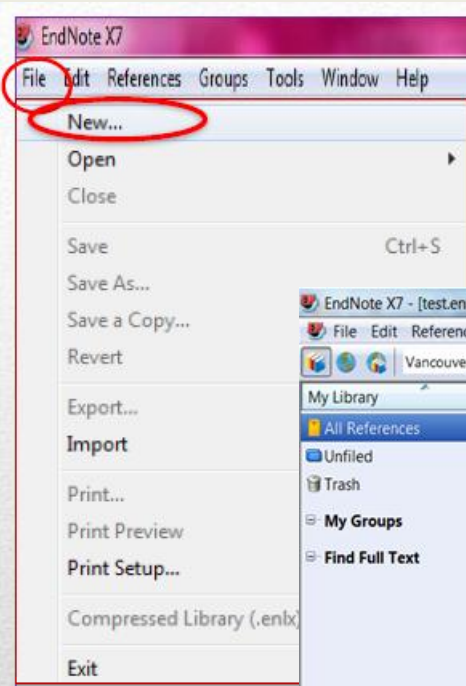 EndNote X7
File Edit References Groups Tools Window Help
New...
Open
Close
Save Ctrl+S
Save As...
Save a Copy...
Revert
Export...
Import
Print...
Print Preview
Print Setup...
Compressed Library (.enlx)
Exit
EndNote X7 - [test.en
File Edit Referenc
Vancouve
My Library
All References
Unfiled
Trash
My Groups
Find Full Text